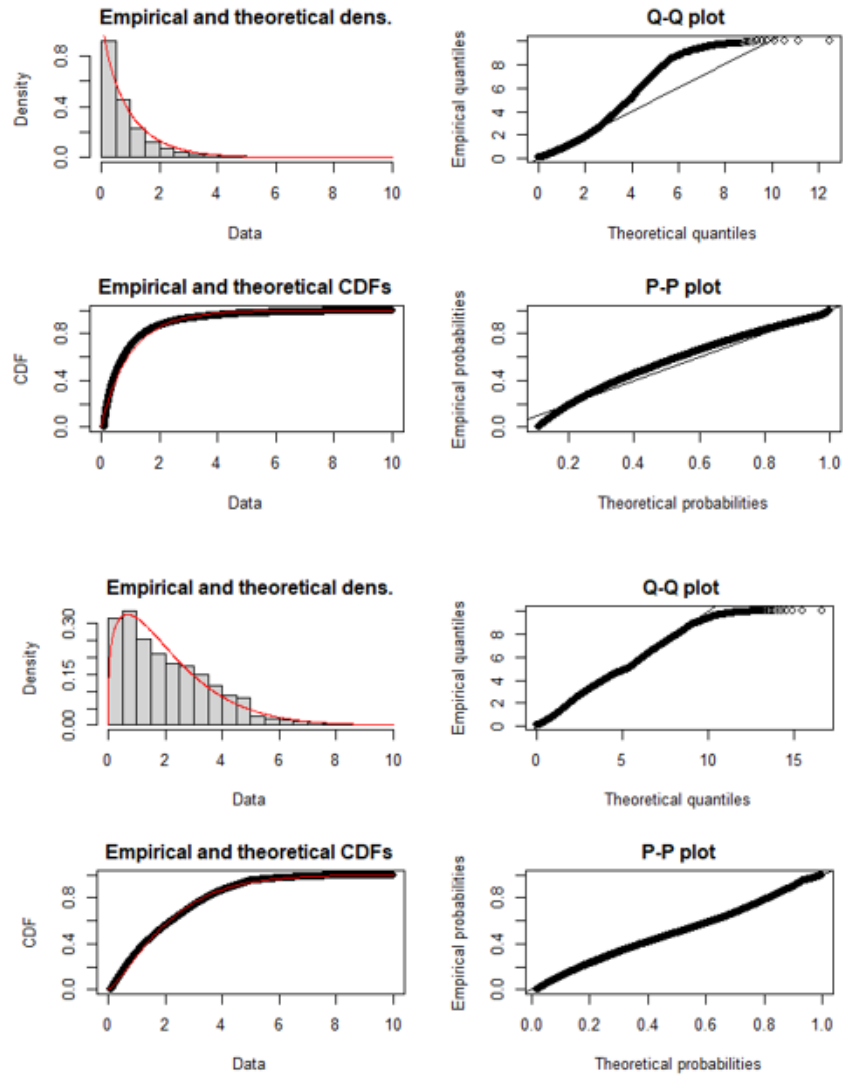 Empirical and theoretical dens.
Density
0.0 0.4 0.8
0 2 4 6 8 10
Data
Q-Q plot
Empirical quantiles
0 2 4 6 8
0 2 4 6 8 10 12
Theoretical quantiles
Empirical and theoretical CDFs
CDF
0.0 0.4 0.8
0 2 4 6 8 10
Data
P-P plot
Empirical probabilities
0.0 0.4 0.8
0.2 0.4 0.6 0.8 1.0
Theoretical probabilities
Empirical and theoretical dens.
Density
0.00 0.15 0.30
0 2 4 6 8 10
Data
Q-Q plot
Empirical quantiles
0 2 4 6 8
0 5 10 15
Theoretical quantiles
Empirical and theoretical CDFs
CDF
0.0 0.4 0.8
0 2 4 6 8 10
Data
P-P plot
Empirical probabilities
0.0 0.4 0.8
0.0 0.2 0.4 0.6 0.8 1.0
Theoretical probabilities